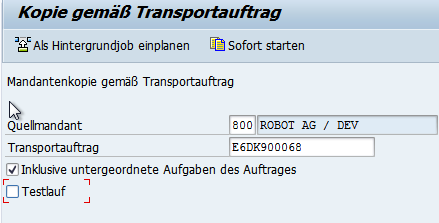 Kopie gemäß Transportauftrag
Als Hintergrundjob einplanen Sofort starten
Mandantenkopie gemäß Transportauftrag
Quellmandant 800 ROBOT AG / DEV
Transportauftrag E6DK900068
Inklusive untergeordnete Aufgaben des Auftrages
Testlauf